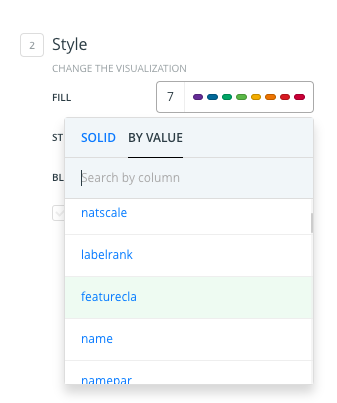 2 Style
CHANGE THE VISUALIZATION
FILL 7
ST
SOLID BY VALUE
BL
Search by column
natscale
labelrank
featurecla
name
namepar